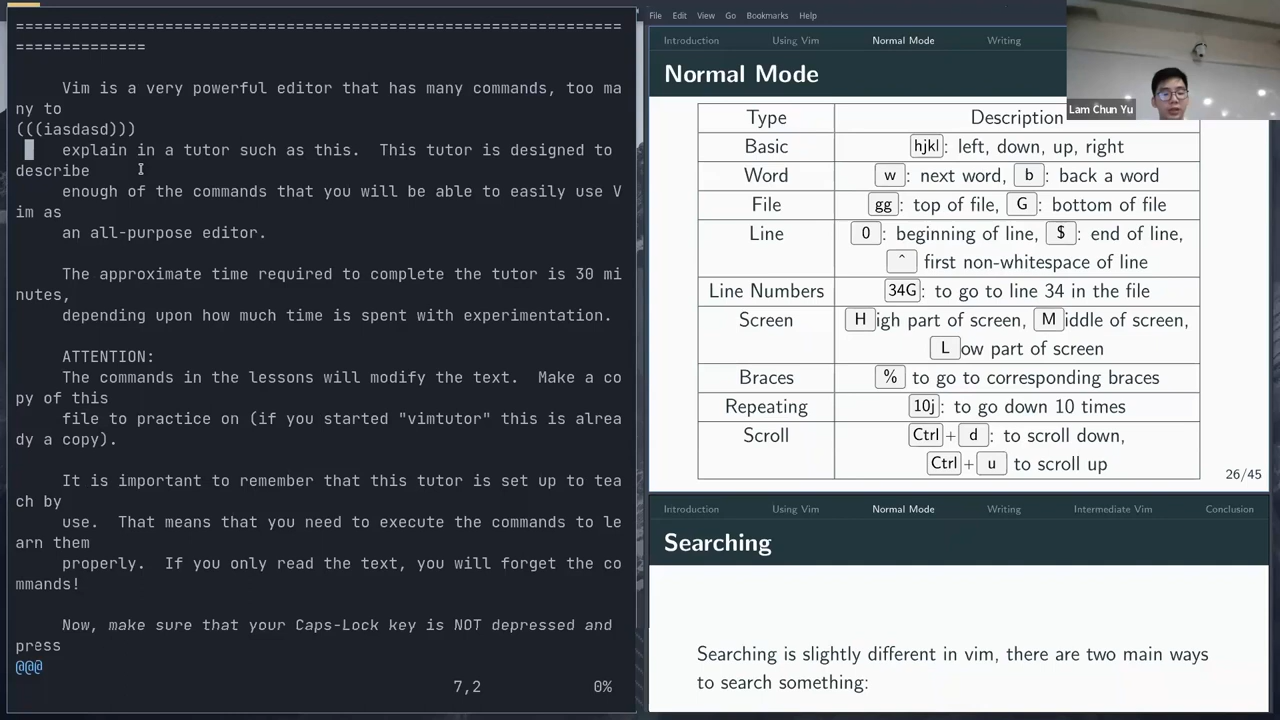 ===============================================================================
==============
Vim is a very powerful editor that has many commands, too ma
ny to
(((iasdasd)))
explain in a tutor such as this.  This tutor is designed to
describe
enough of the commands that you will be able to easily use V
im as
an all-purpose editor.
The approximate time required to complete the tutor is 30 mi
nutes,
depending upon how much time is spent with experimentation.
ATTENTION:
The commands in the lessons will modify the text.  Make a co
py of this
file to practice on (if you started "vimtutor" this is alrea
dy a copy).
It is important to remember that this tutor is set up to tea
ch by
use.  That means that you need to execute the commands to le
arn them
properly.  If you only read the text, you will forget the co
mmands!
Now, make sure that your Caps-Lock key is NOT depressed and
press
@@@
7,2 0%
File Edit View Go Bookmarks Help
Introduction Using Vim Normal Mode Writing
Normal Mode
Lam Chun Yu
Type Description
Basic hjkl: left, down, up, right
Word w: next word, b: back a word
File gg: top of file, G: bottom of file
Line 0: beginning of line, $: end of line,
^ first non-whitespace of line
Line Numbers 34G: to go to line 34 in the file
Screen High part of screen, Middle of screen,
Low part of screen
Braces % to go to corresponding braces
Repeating 10j: to go down 10 times
Scroll Ctrl+d: to scroll down,
Ctrl+u to scroll up
26/45
Introduction Using Vim Normal Mode Writing Intermediate Vim Conclusion
Searching
Searching is slightly different in vim, there are two main ways
to search something: